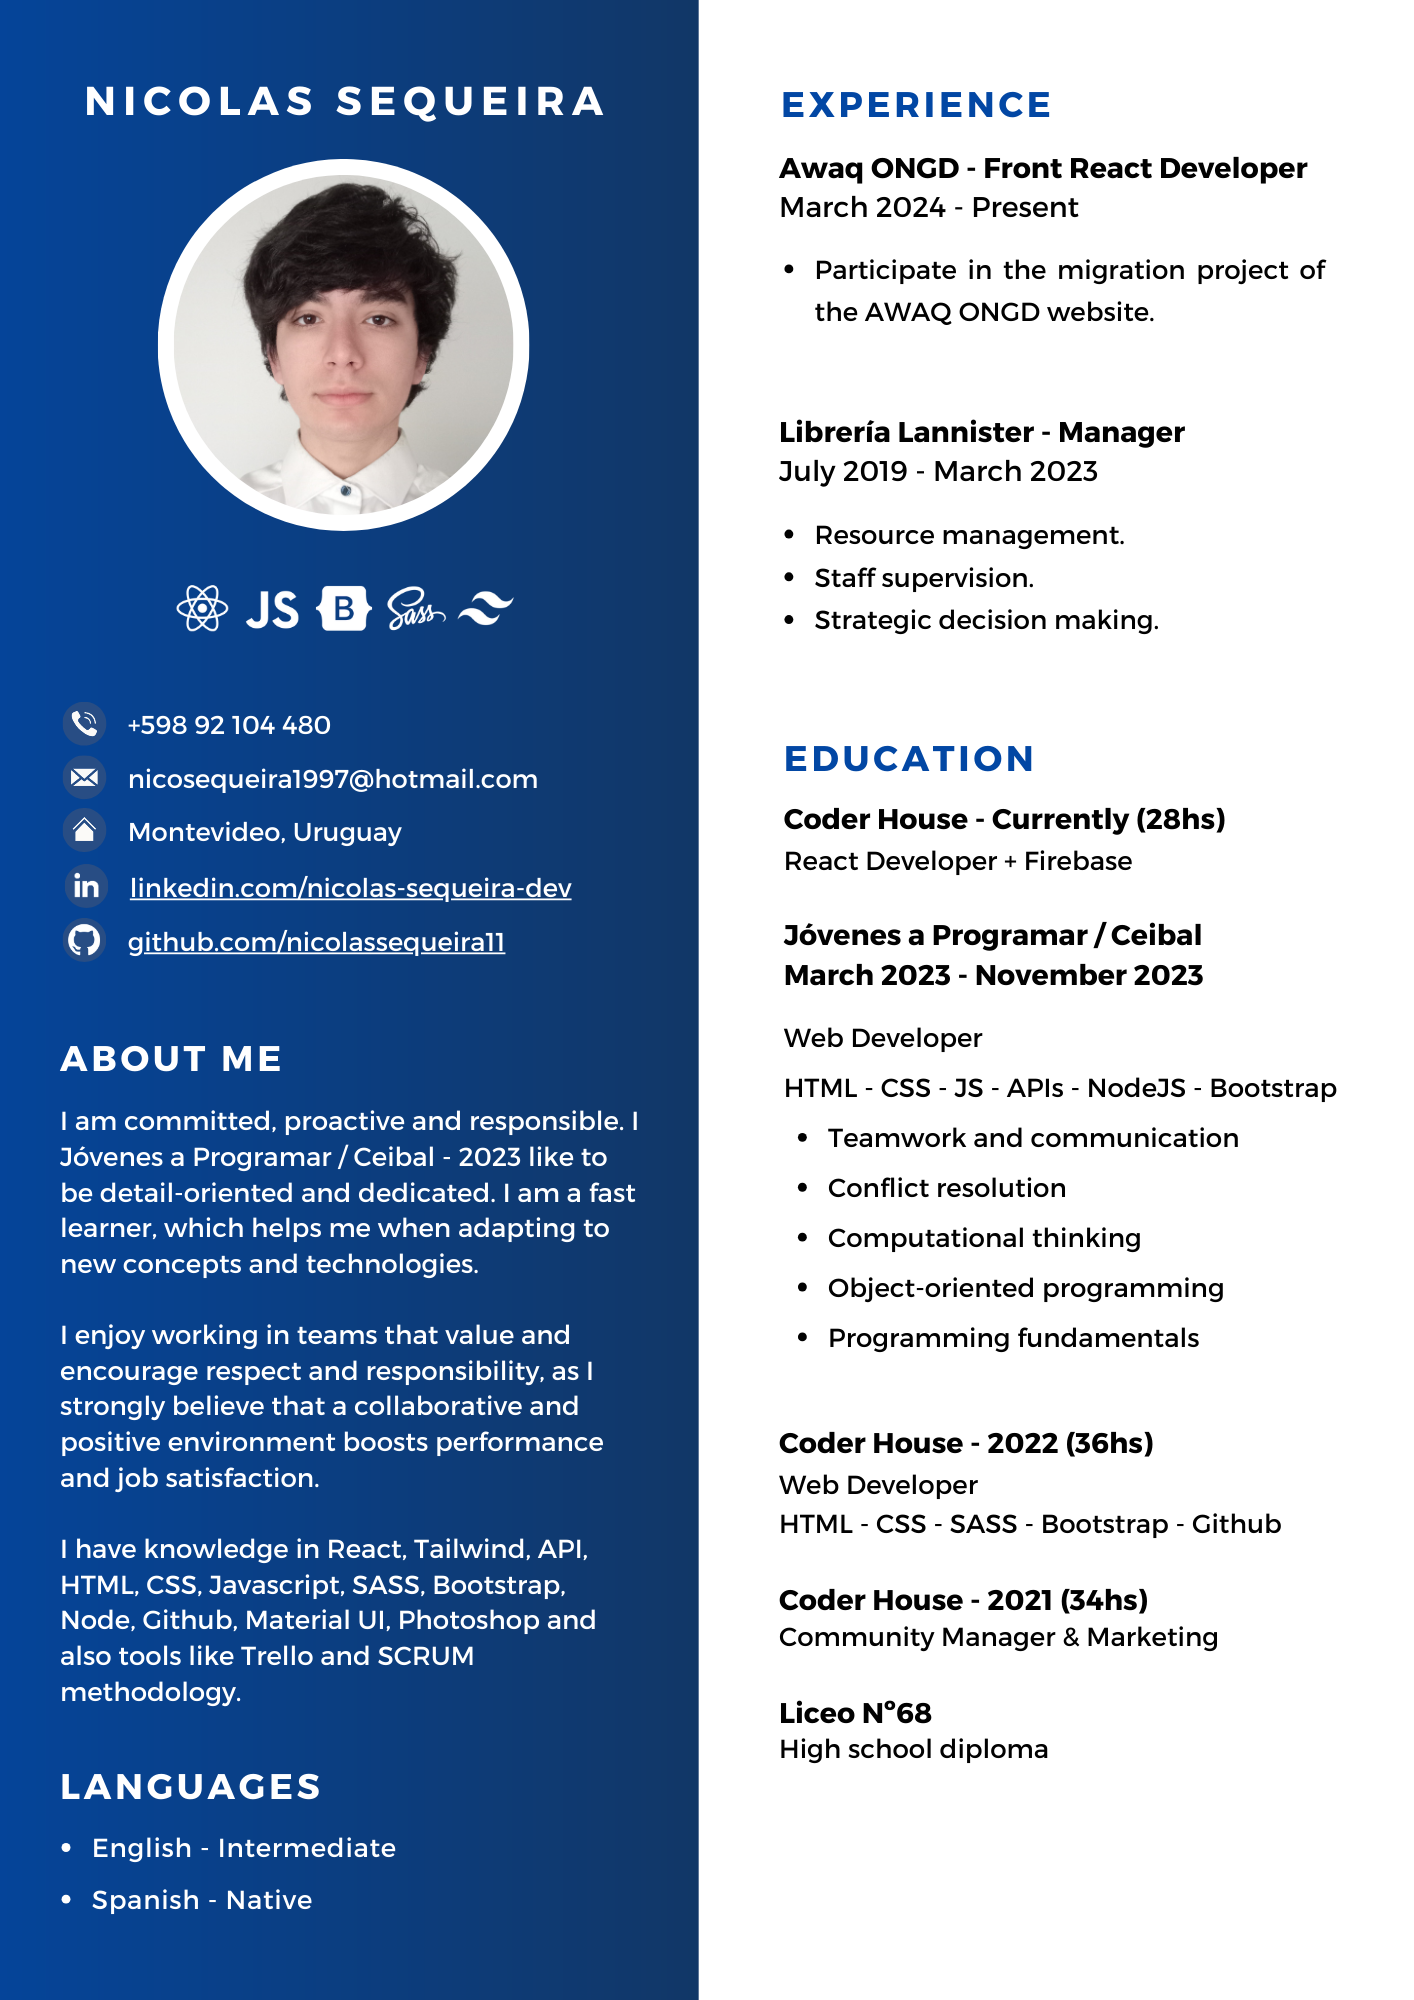 NICOLAS SEQUEIRA
JS
B
Sass
+598 92 104 480
nicosequeira1997@hotmail.com
Montevideo, Uruguay
in
linkedin.com/nicolas-sequeira-dev
github.com/nicolassequeira11
ABOUT ME
I am committed, proactive and responsible. I
Jóvenes a Programar / Ceibal - 2023 like to
be detail-oriented and dedicated. I am a fast
learner, which helps me when adapting to
new concepts and technologies.
I enjoy working in teams that value and
encourage respect and responsibility, as I
strongly believe that a collaborative and
positive environment boosts performance
and job satisfaction.
I have knowledge in React, Tailwind, API,
HTML, CSS, Javascript, SASS, Bootstrap,
Node, Github, Material UI, Photoshop and
also tools like Trello and SCRUM
methodology.
LANGUAGES
• English - Intermediate
• Spanish - Native
EXPERIENCE
Awaq ONGD - Front React Developer
March 2024 - Present
• Participate in the migration project of
the AWAQ ONGD website.
Librería Lannister - Manager
July 2019 - March 2023
• Resource management.
• Staff supervision.
• Strategic decision making.
EDUCATION
Coder House - Currently (28hs)
React Developer + Firebase
Jóvenes a Programar / Ceibal
March 2023 - November 2023
Web Developer
HTML - CSS - JS - APIs - NodeJS - Bootstrap
• Teamwork and communication
• Conflict resolution
• Computational thinking
• Object-oriented programming
• Programming fundamentals
Coder House - 2022 (36hs)
Web Developer
HTML - CSS - SASS - Bootstrap - Github
Coder House - 2021 (34hs)
Community Manager & Marketing
Liceo Nº68
High school diploma